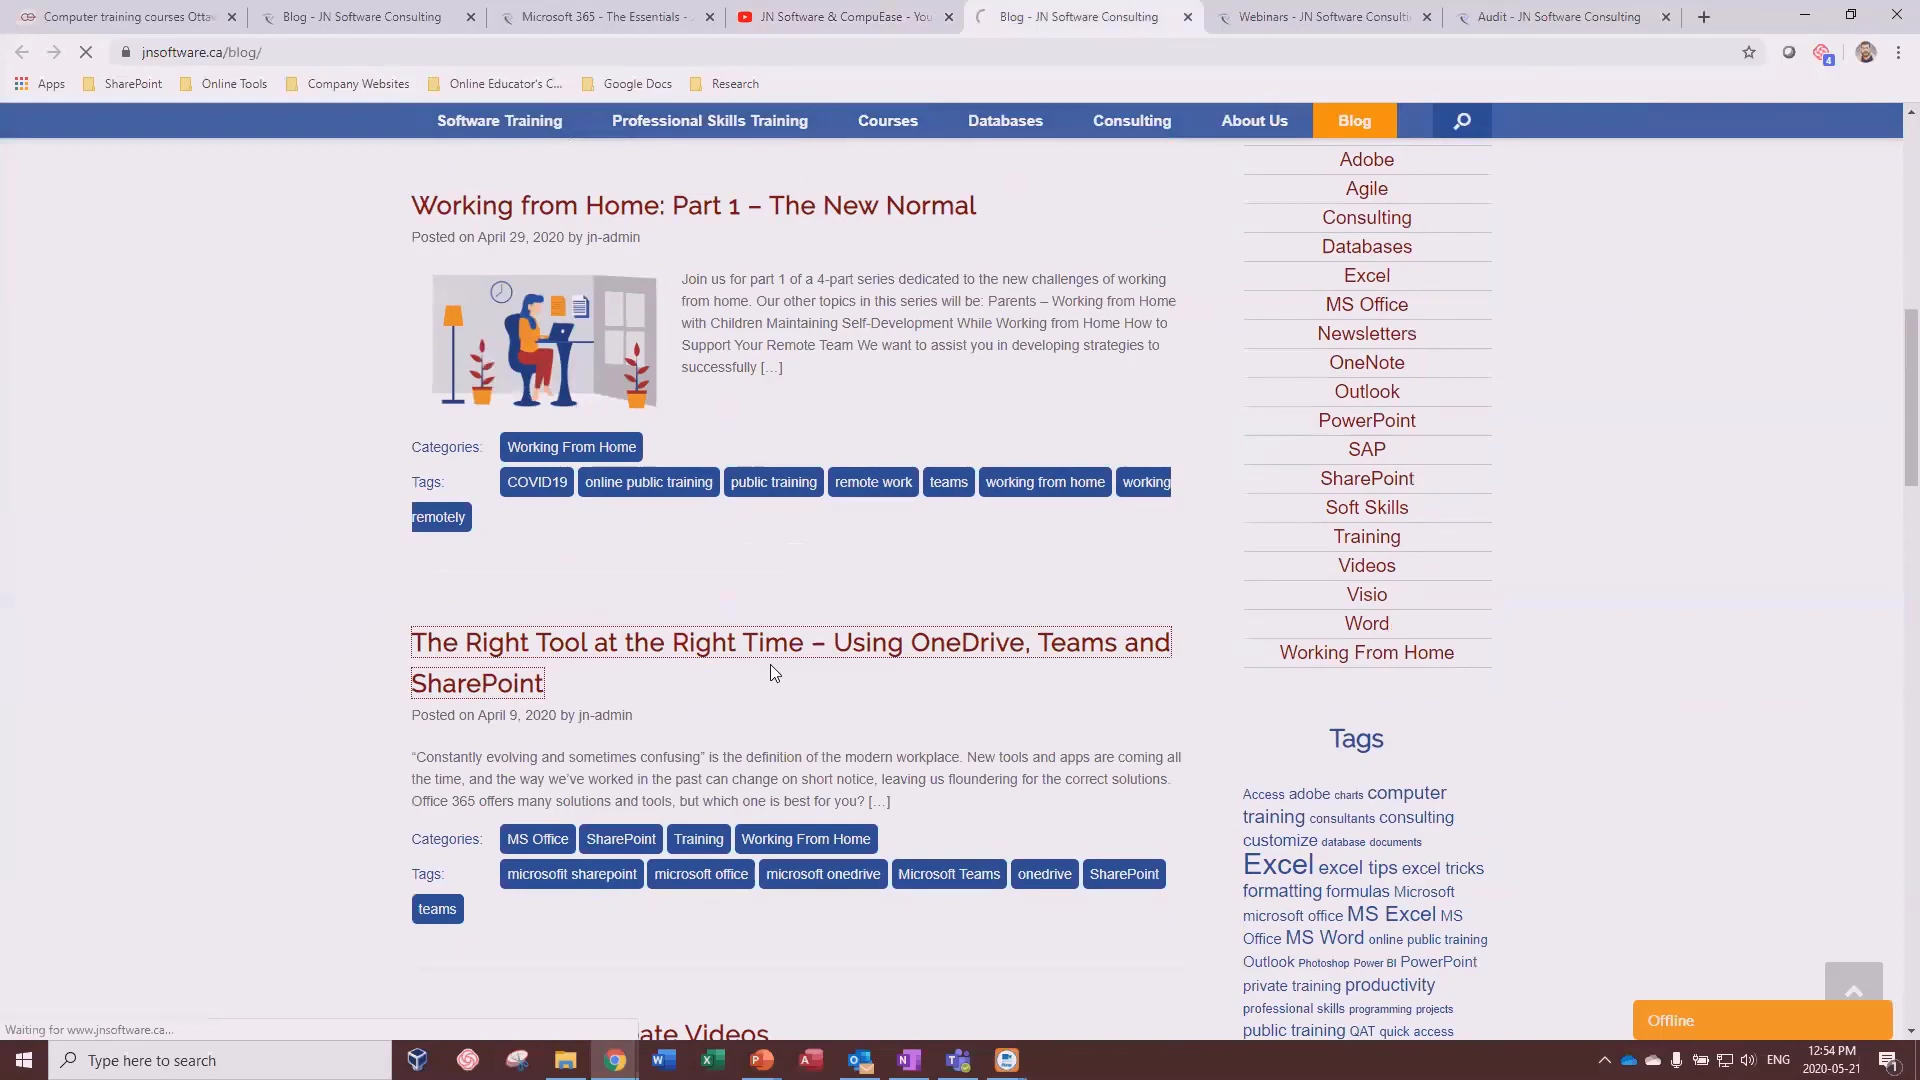 Computer training courses Ottaw
Blog - JN Software Consulting
Microsoft 365 - The Essentials -
JN Software & CompuEase - You
Blog - JN Software Consulting
Webinars - JN Software Consulti
Audit - JN Software Consulting
jnsoftware.ca/blog/
4
Apps
SharePoint
Online Tools
Company Websites
Online Educator's C...
Google Docs
Research
Software Training
Professional Skills Training
Courses
Databases
Consulting
About Us
Blog
Working from Home: Part 1 – The New Normal
Posted on April 29, 2020 by jn-admin
Join us for part 1 of a 4-part series dedicated to the new challenges of working
from home. Our other topics in this series will be: Parents – Working from Home
with Children Maintaining Self-Development While Working from Home How to
Support Your Remote Team We want to assist you in developing strategies to
successfully […]
Categories: Working From Home
Tags: COVID19 online public training public training remote work teams working from home working
remotely
The Right Tool at the Right Time – Using OneDrive, Teams and
SharePoint
Posted on April 9, 2020 by jn-admin
“Constantly evolving and sometimes confusing” is the definition of the modern workplace. New tools and apps are coming all
the time, and the way we’ve worked in the past can change on short notice, leaving us floundering for the correct solutions.
Office 365 offers many solutions and tools, but which one is best for you? […]
Categories: MS Office SharePoint Training Working From Home
Tags: microsofit sharepoint microsoft office microsoft onedrive Microsoft Teams onedrive SharePoint
teams
ate Videos
Adobe
Agile
Consulting
Databases
Excel
MS Office
Newsletters
OneNote
Outlook
PowerPoint
SAP
SharePoint
Soft Skills
Training
Videos
Visio
Word
Working From Home
Tags
Access adobe charts computer
training consultants consulting
customize database documents
Excel excel tips excel tricks
formatting formulas Microsoft
microsoft office MS Excel MS
Office MS Word online public training
Outlook Photoshop Power BI PowerPoint
private training productivity
professional skills programming projects
public training QAT quick access
Offline
Waiting for www.jnsoftware.ca...
Type here to search
ENG
12:54 PM
2020-05-21
1